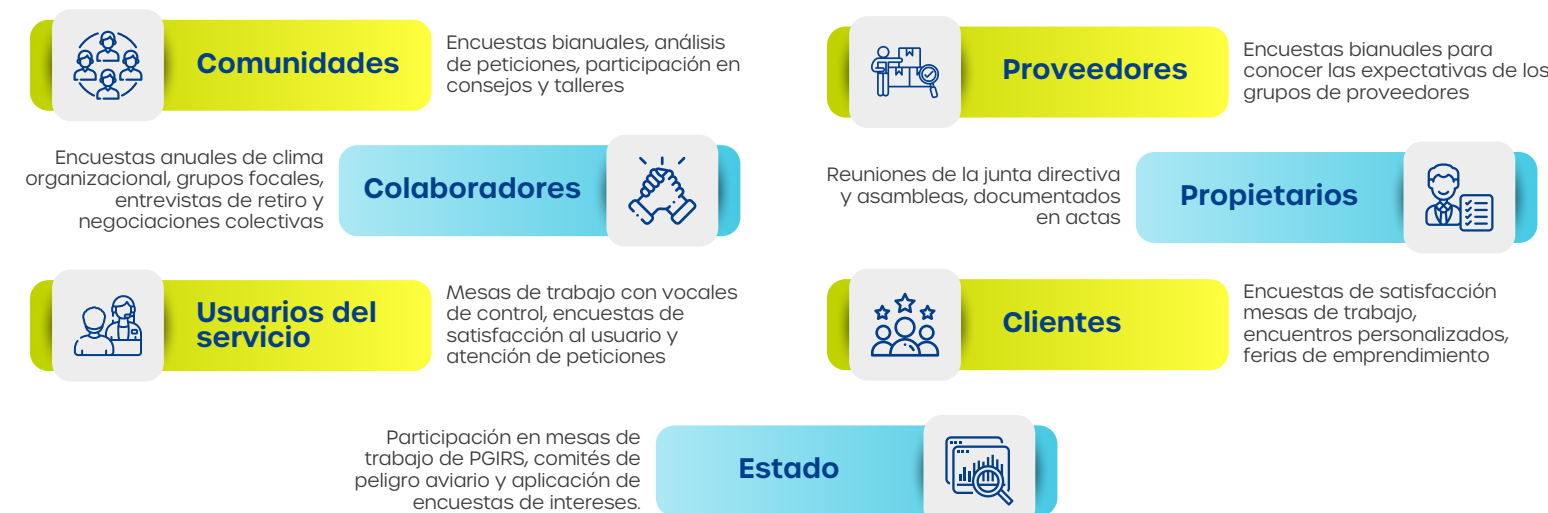 Comunidades
Encuestas bianuales, análisis
de peticiones, participación en
consejos y talleres
Proveedores
Encuestas bianuales para
conocer las expectativas de los
grupos de proveedores
Encuestas anuales de clima
organizacional, grupos focales,
entrevistas de retiro y
negociaciones colectivas
Colaboradores
Reuniones de la junta directiva
y asambleas, documentados
en actas
Propietarios
Usuarios del
servicio
Mesas de trabajo con vocales
de control, encuestas de
satisfacción al usuario y
atención de peticiones
Clientes
Encuestas de satisfacción
mesas de trabajo,
encuentros personalizados,
ferias de emprendimiento
Participación en mesas de
trabajo de PGIRS, comités de
peligro aviario y aplicación de
encuestas de intereses.
Estado